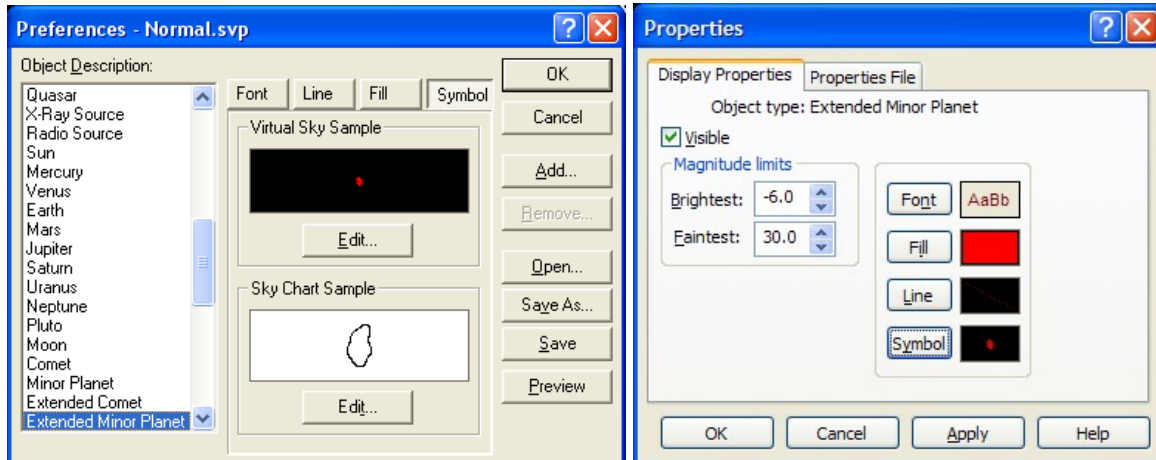 Preferences - Normal.svp
Object Description:
Quasar
X-Ray Source
Radio Source
Sun
Mercury
Venus
Earth
Mars
Jupiter
Saturn
Uranus
Neptune
Pluto
Moon
Comet
Minor Planet
Extended Comet
Extended Minor Planet
Font Line Fill Symbol
Virtual Sky Sample
Edit...
Sky Chart Sample
Edit...
OK
Cancel
Add...
Remove...
Open...
Save As...
Save
Preview
Properties
Display Properties Properties File
Object type: Extended Minor Planet
Visible
Magnitude limits
Brightest: -6.0
Faintest: 30.0
Font AaBb
Fill
Line
Symbol
OK Cancel Apply Help